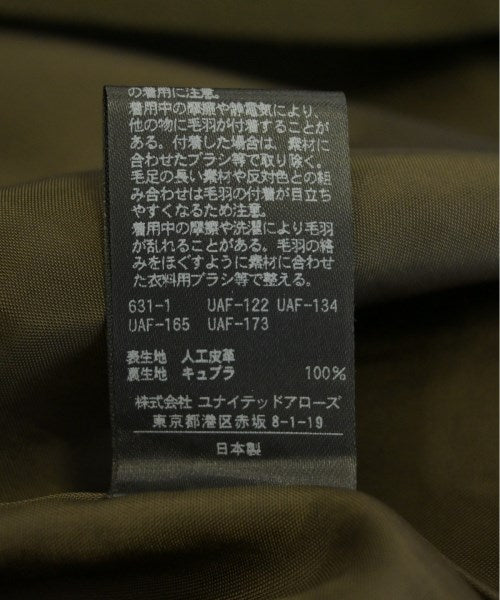 の着用に注意。
着用中の摩擦や静電気により、
他の物に毛羽が付着することが
ある。付着した場合は、素材に
合わせたブラシ等で取り除く。
毛足の長い素材や反対色との組
み合わせは毛羽の付着が目立ち
やすくなるため注意。
着用中の摩擦や洗濯により毛羽
が乱れることがある。毛羽の絡
みをほぐすように素材に合わせ
た衣料用ブラシ等で整える。
631-1 UAF-122 UAF-134
UAF-165 UAF-173
表生地 人工皮革
裏生地 キュプラ 100%
株式会社 ユナイテッドアローズ
東京都港区赤坂 8-1-19
日本製